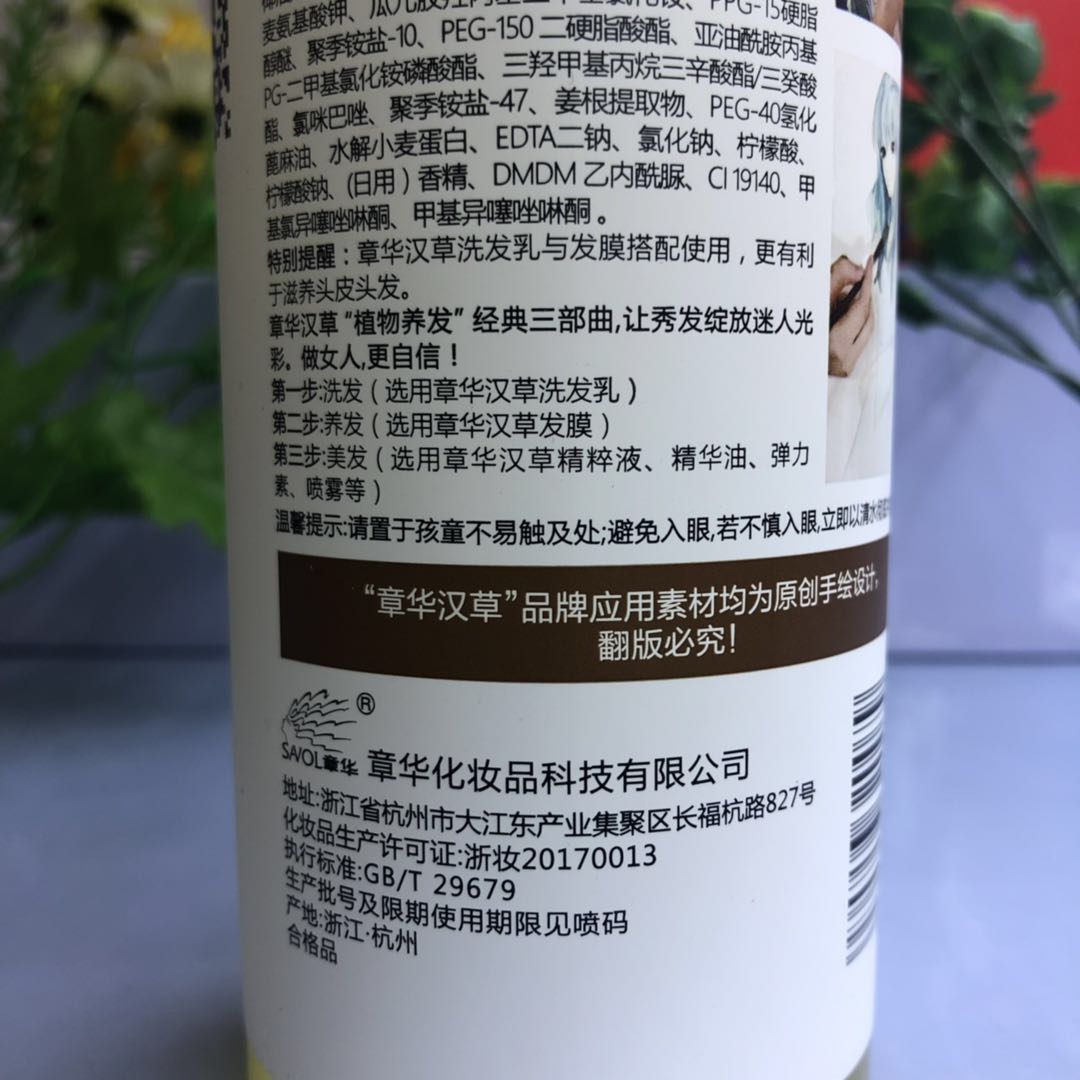 麦氨基酸钾、瓜儿胶羟丙基三甲基氯化铵、PPG-15硬脂
醇醚、聚季铵盐-10、PEG-150 二硬脂酸酯、亚油酰胺丙基
PG-二甲基氯化铵磷酸酯、三羟甲基丙烷三辛酸酯/三癸酸
酯、氯咪巴唑、聚季铵盐-47、姜根提取物、PEG-40氢化
蓖麻油、水解小麦蛋白、EDTA二钠、氯化钠、柠檬酸、
柠檬酸钠、(日用)香精、DMDM 乙内酰脲、CI 19140、甲
基氯异噻唑啉酮、甲基异噻唑啉酮。
特别提醒：章华汉草洗发乳与发膜搭配使用，更有利
于滋养头皮头发。
章华汉草“植物养发”经典三部曲,让秀发绽放迷人光
彩。做女人,更自信！
第一步:洗发（选用章华汉草洗发乳）
第二步:养发（选用章华汉草发膜）
第三步:美发（选用章华汉草精粹液、精华油、弹力
素、喷雾等）
温馨提示:请置于孩童不易触及处;避免入眼,若不慎入眼,立即以清水
“章华汉草”品牌应用素材均为原创手绘设计,
翻版必究!
®
SAVOL章华 章华化妆品科技有限公司
地址:浙江省杭州市大江东产业集聚区长福杭路827号
化妆品生产许可证:浙妆20170013
执行标准:GB/T 29679
生产批号及限期使用期限见喷码
产地:浙江·杭州
合格品